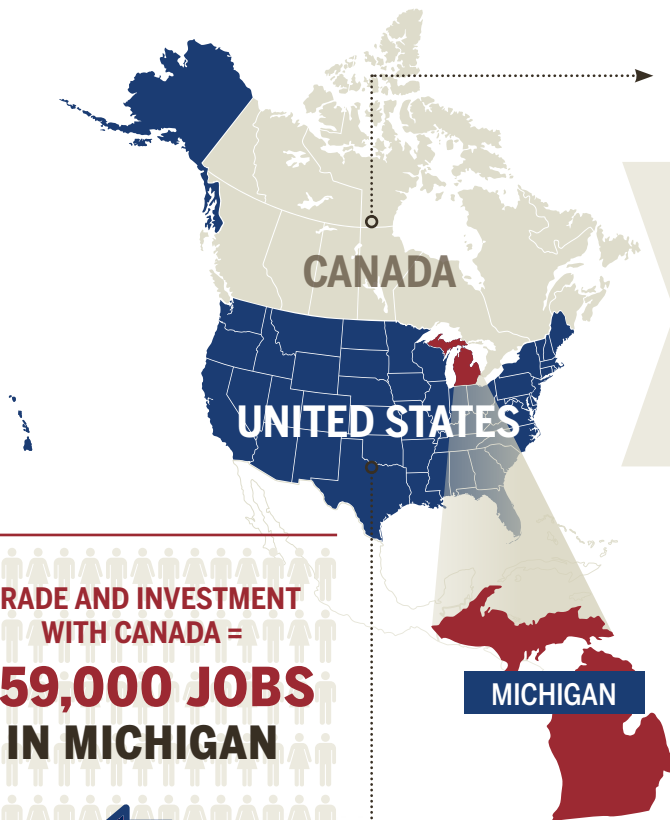 CANADA
UNITED STATES
RADE AND INVESTMENT
WITH CANADA =
59,000 JOBS
IN MICHIGAN
MICHIGAN